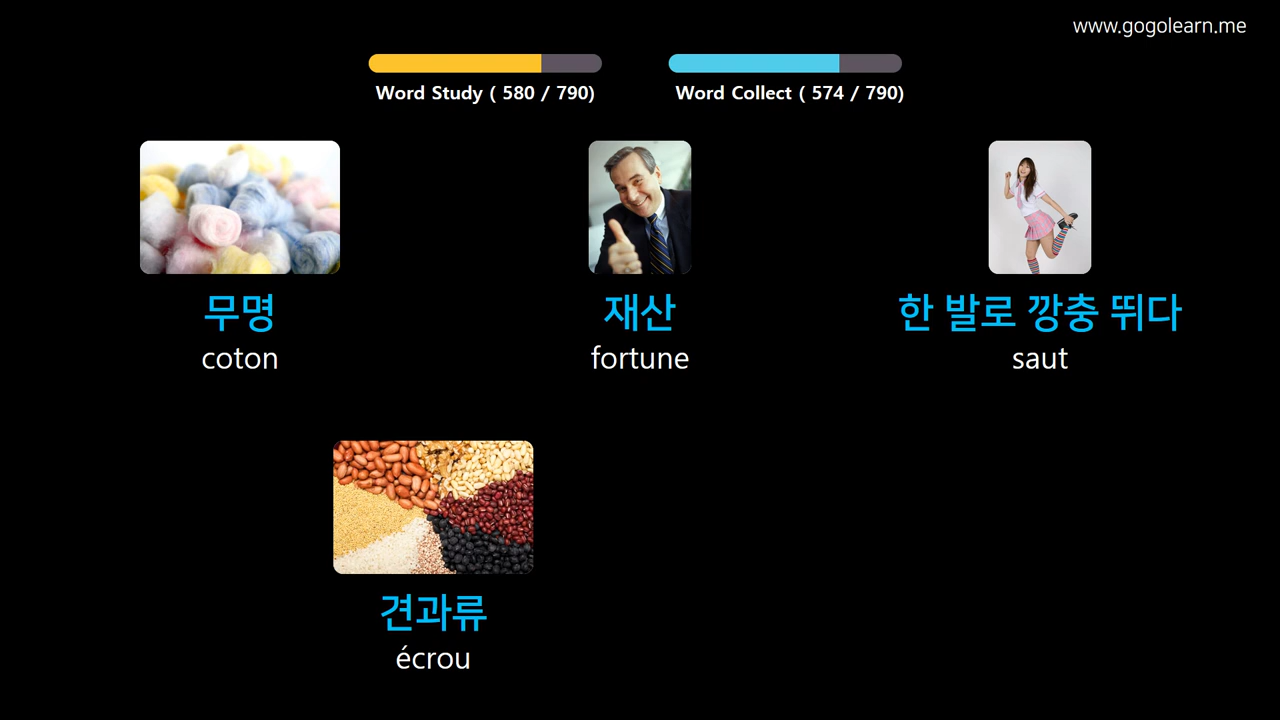 www.gogolearn.me
Word Study ( 580 / 790)
Word Collect ( 574 / 790)
무명
coton
재산
fortune
한 발로 깡충 뛰다
saut
견과류
écrou